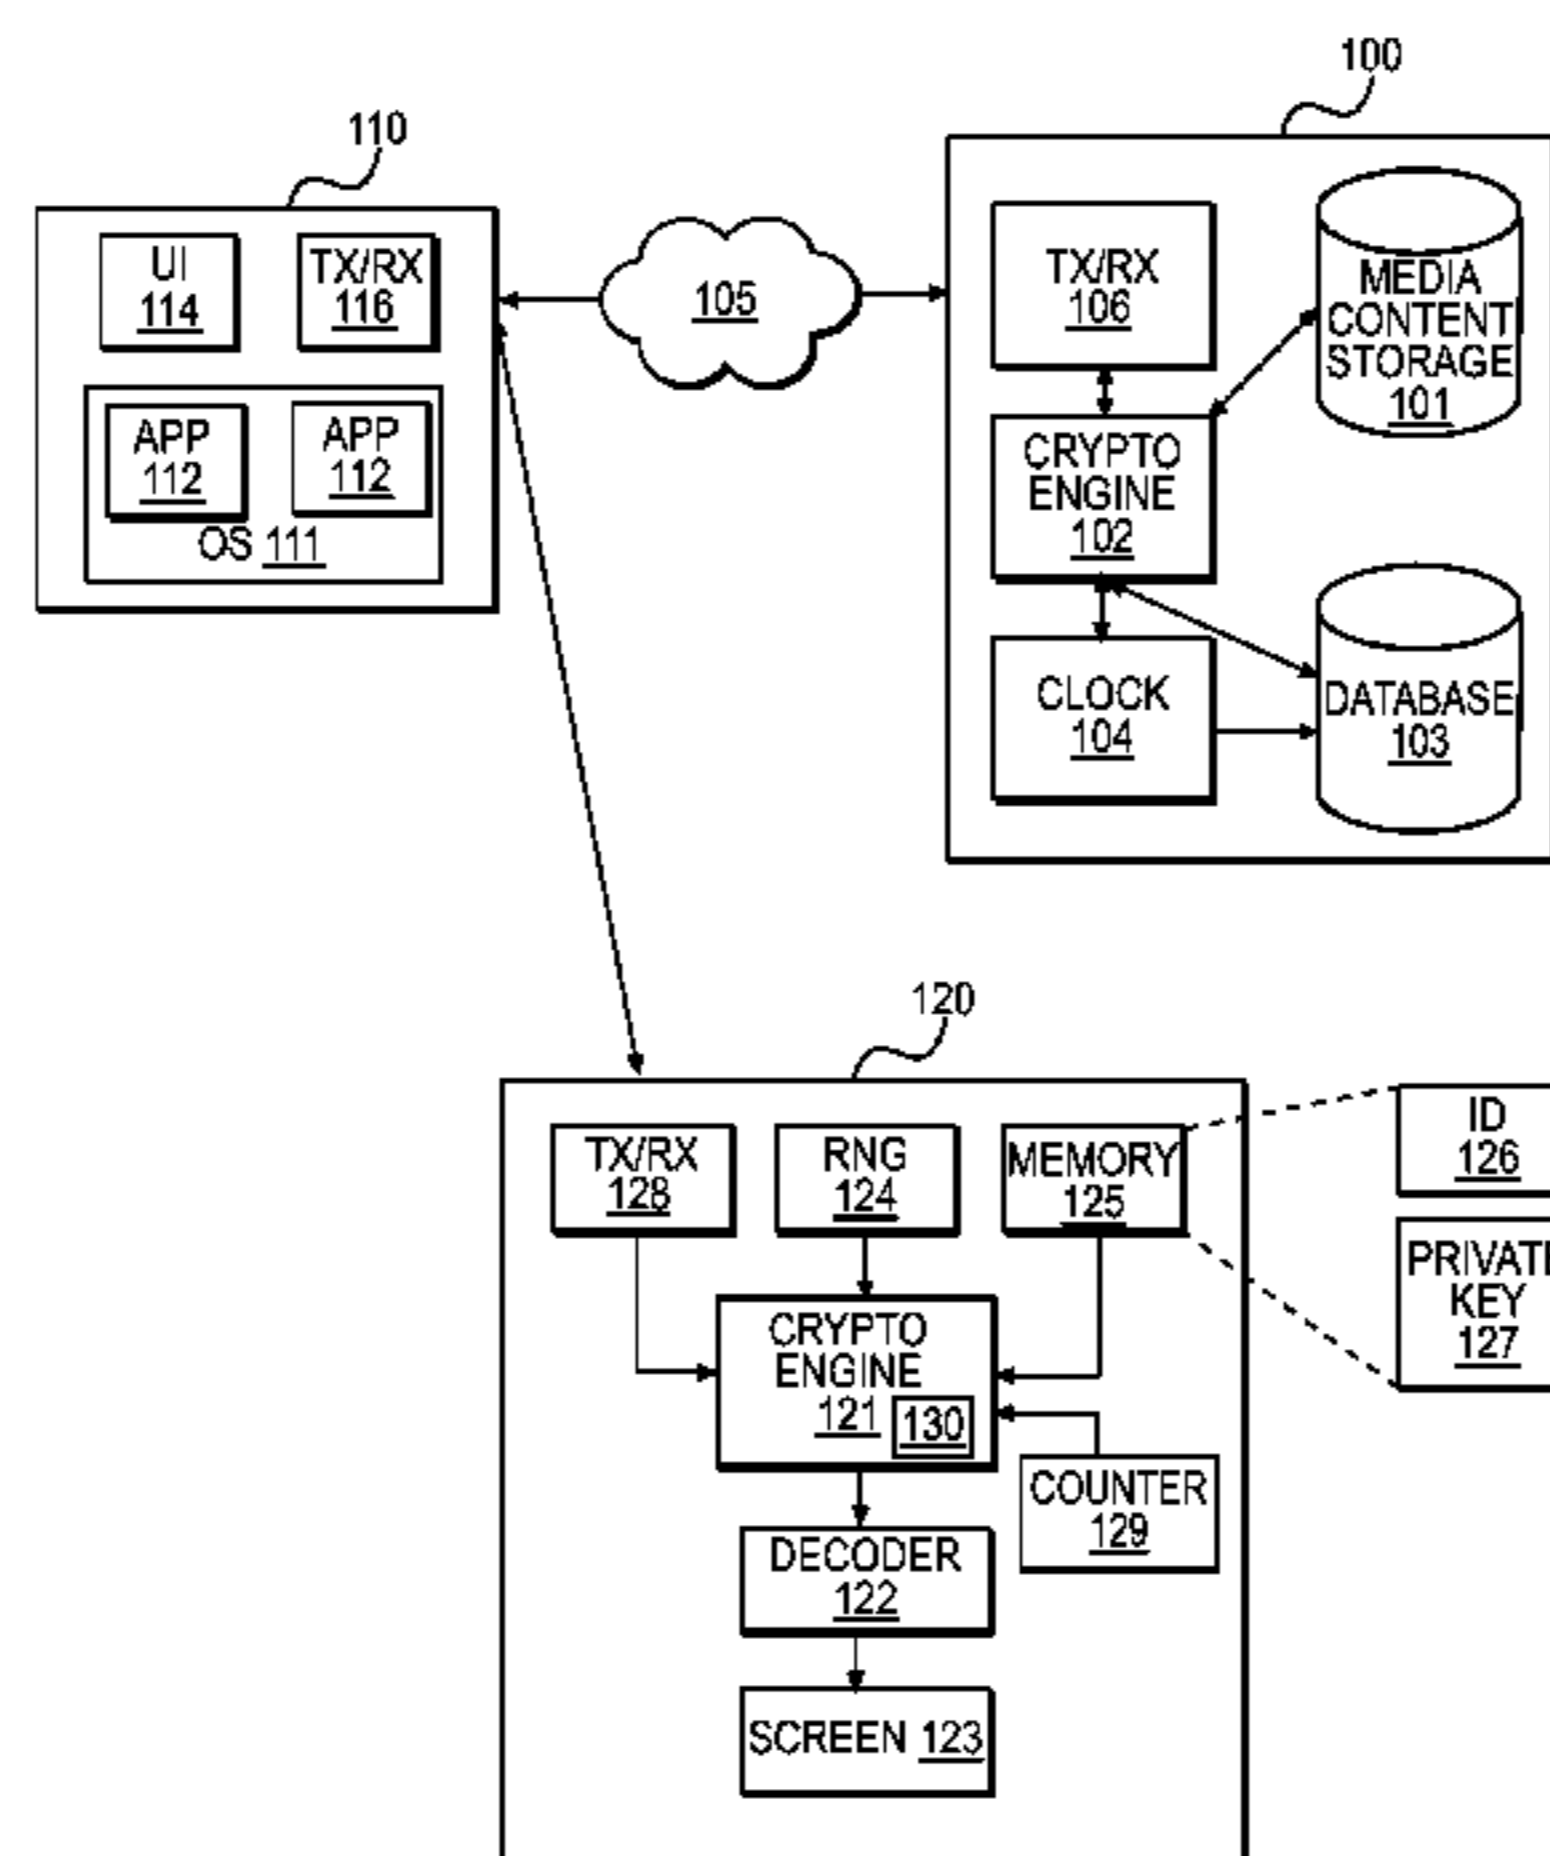 100
110
UI
114
TX/RX
116
APP
112
APP
112
OS 111
105
TX/RX
106
MEDIA
CONTENT
STORAGE
101
CRYPTO
ENGINE
102
CLOCK
104
DATABASE
103
120
TX/RX
128
RNG
124
MEMORY
125
ID
126
PRIVATE
KEY
127
CRYPTO
ENGINE
121
130
COUNTER
129
DECODER
122
SCREEN 123